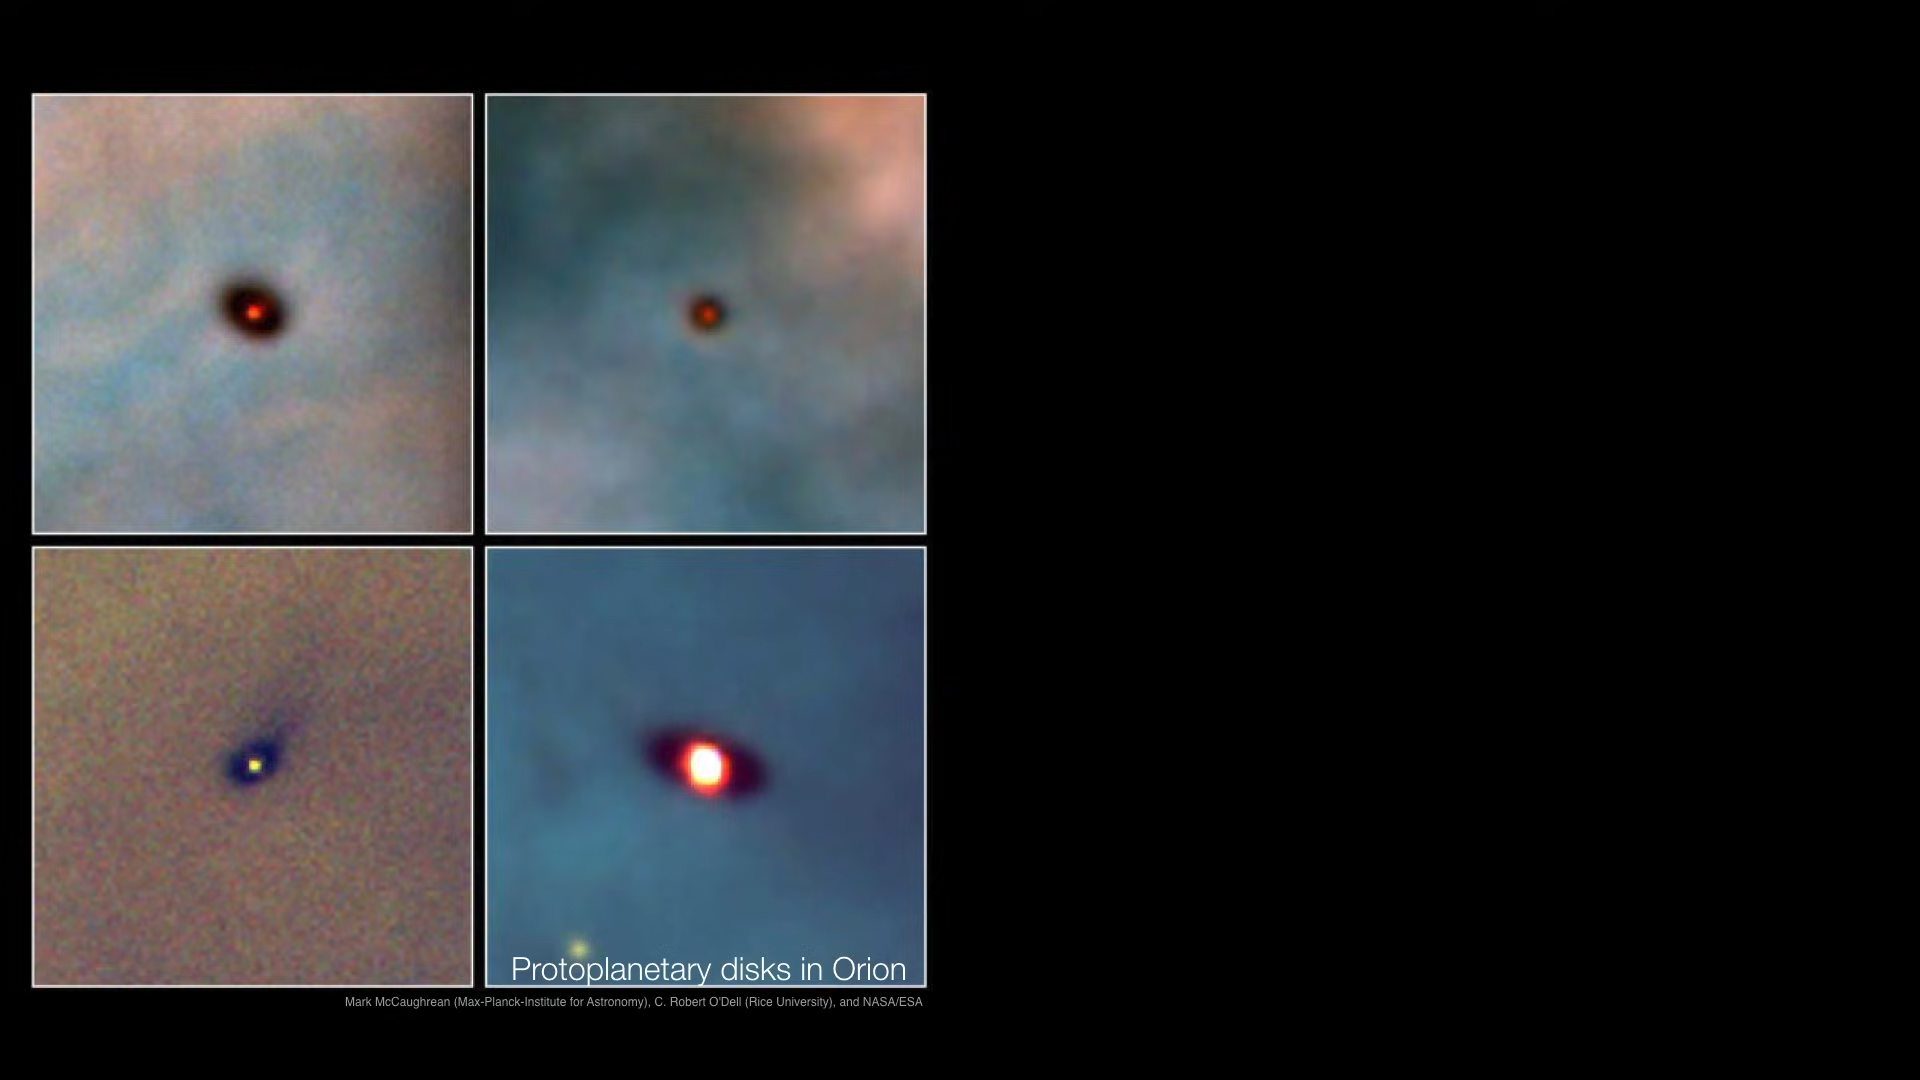 Protoplanetary disks in Orion
Mark McCaughrean (Max-Planck-Institute for Astronomy), C. Robert O'Dell (Rice University), and NASA/ESA